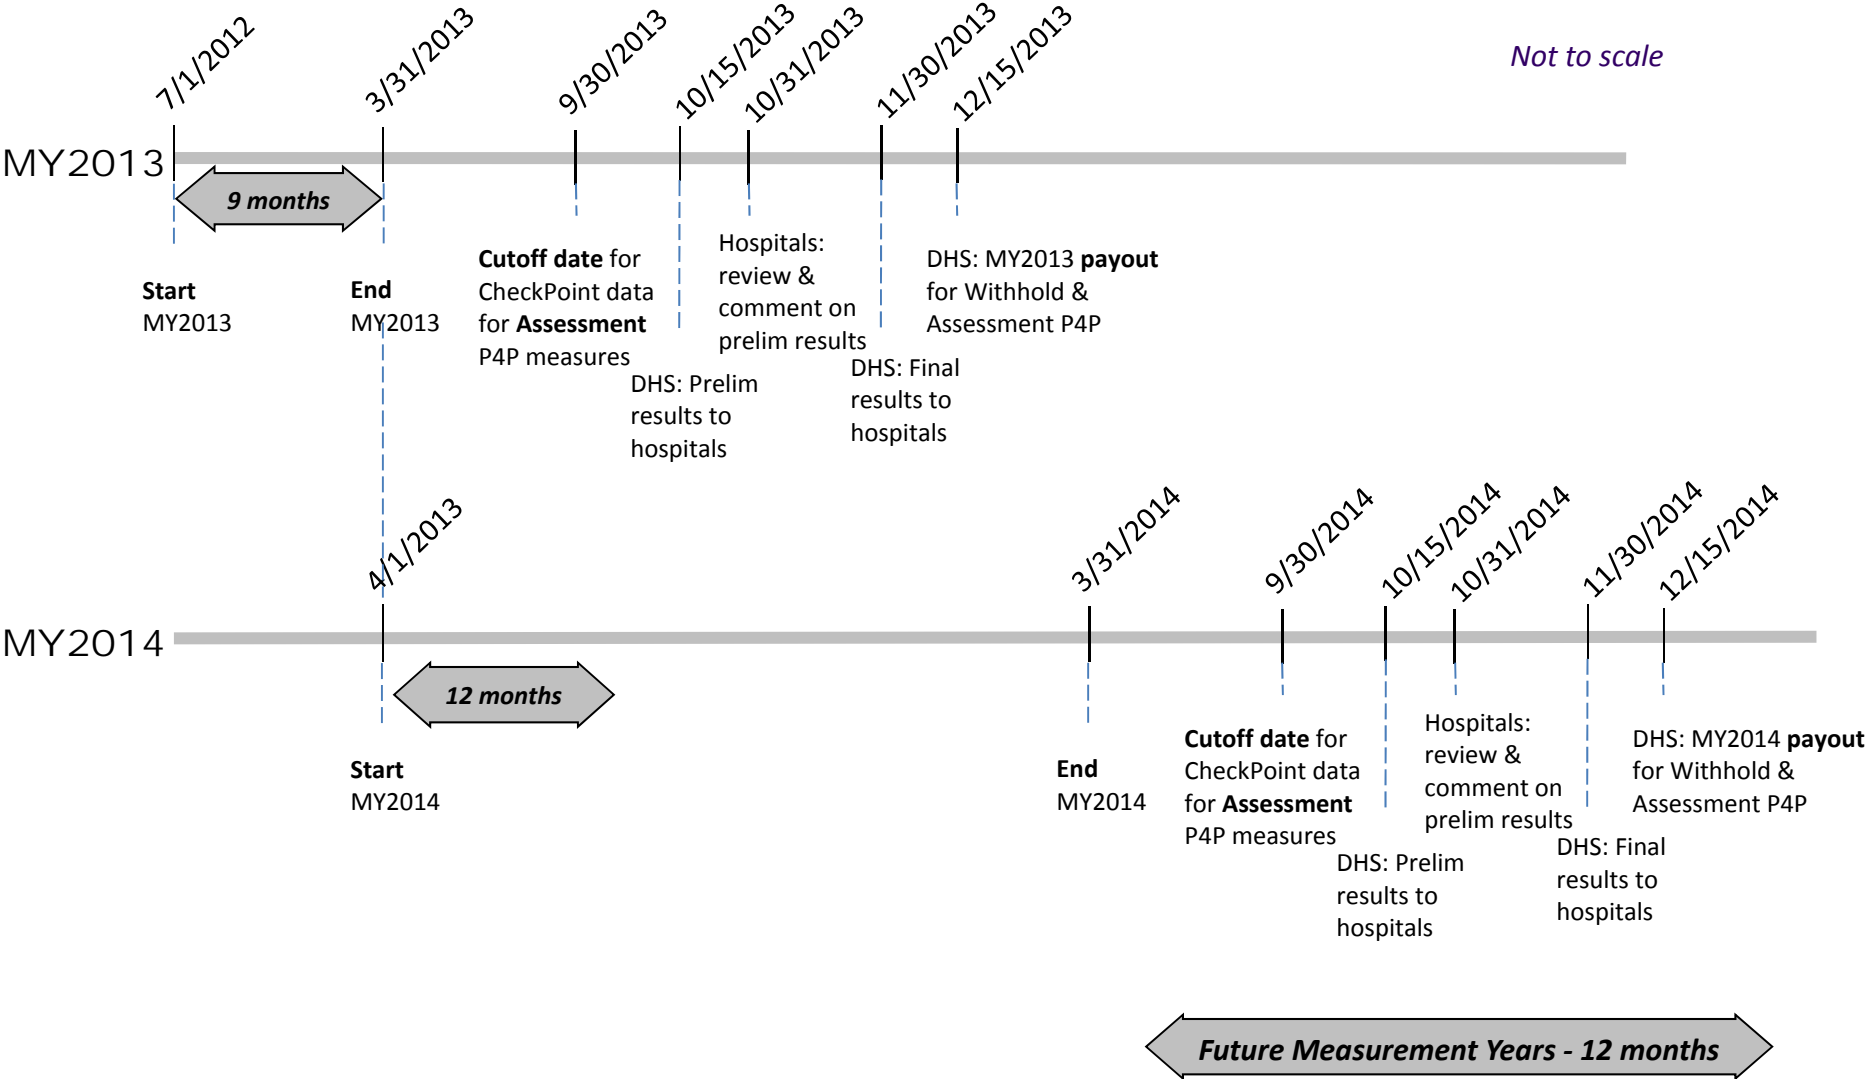 Not to scale
7/1/2012
3/31/2013
9/30/2013
10/15/2013
10/31/2013
11/30/2013
12/15/2013
MY2013
9 months
Start
MY2013
End
MY2013
Cutoff date for
CheckPoint data
for Assessment
P4P measures
DHS: Prelim
results to
hospitals
Hospitals:
review &
comment on
prelim results
DHS: Final
results to
hospitals
DHS: MY2013 payout
for Withhold &
Assessment P4P
4/1/2013
3/31/2014
9/30/2014
10/15/2014
10/31/2014
11/30/2014
12/15/2014
MY2014
12 months
Start
MY2014
End
MY2014
Cutoff date for
CheckPoint data
for Assessment
P4P measures
DHS: Prelim
results to
hospitals
Hospitals:
review &
comment on
prelim results
DHS: Final
results to
hospitals
DHS: MY2014 payout
for Withhold &
Assessment P4P
Future Measurement Years - 12 months